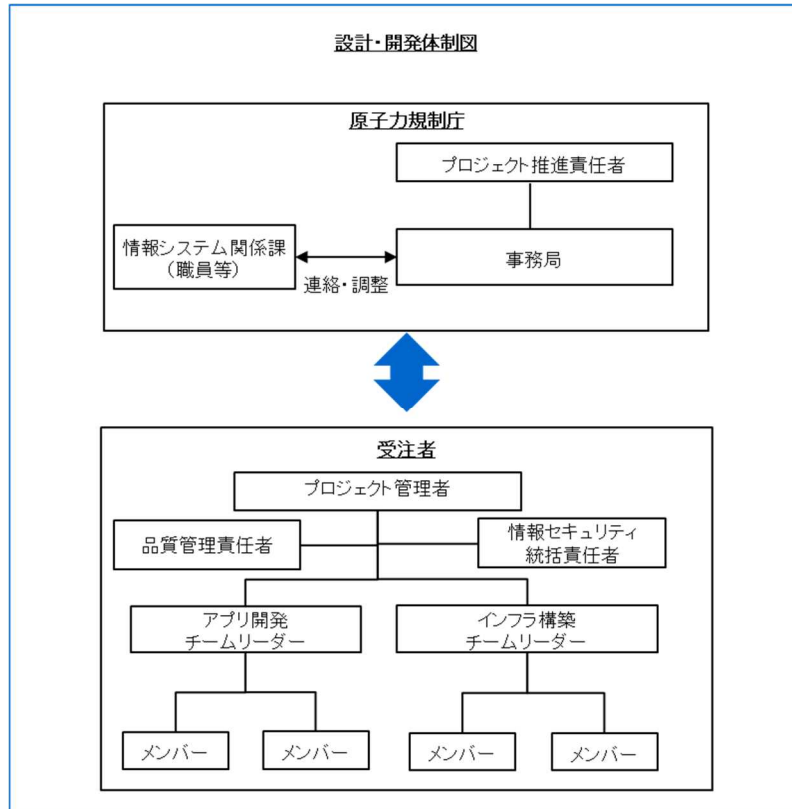 設計・開発体制図
原子力規制庁
プロジェクト推進責任者
情報システム関係課
（職員等）
連絡・調整
事務局
受注者
プロジェクト管理者
品質管理責任者
情報セキュリティ
統括責任者
アプリ開発
チームリーダー
インフラ構築
チームリーダー
メンバー
メンバー
メンバー
メンバー